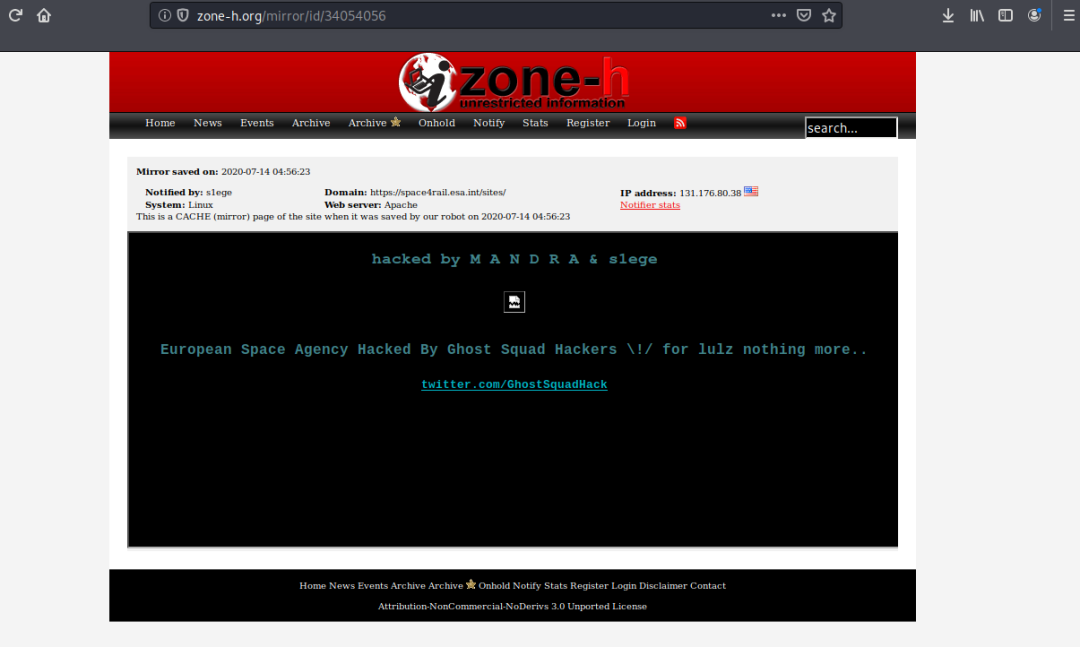 zone-h.org/mirror/id/34054056
zone-h
unrestricted information
Home News Events Archive Archive Onhold Notify Stats Register Login
search...
Mirror saved on: 2020-07-14 04:56:23
Notified by: s1ege Domain: https://space4rail.esa.int/sites/ IP address: 131.176.80.38
System: Linux Web server: Apache Notifier stats
This is a CACHE (mirror) page of the site when it was saved by our robot on 2020-07-14 04:56:23
hacked by M A N D R A & s1ege
European Space Agency Hacked By Ghost Squad Hackers \!/ for lulz nothing more..
twitter.com/GhostSquadHack
Home News Events Archive Archive Onhold Notify Stats Register Login Disclaimer Contact
Attribution-NonCommercial-NoDerivs 3.0 Unported License